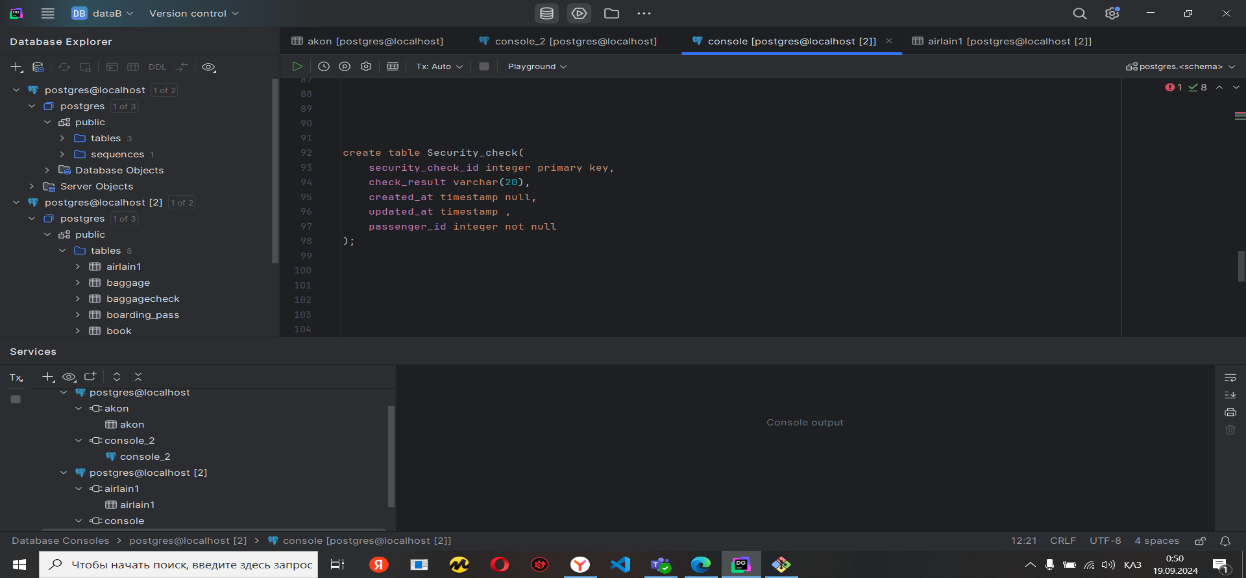 DB dataB Version control
Database Explorer
akon [postgres@localhost] console_2 [postgres@localhost] console [postgres@localhost [2]] airlain1 [postgres@localhost [2]]
DDL
Tx: Auto Playground postgres.<schema>
postgres@localhost 1 of 2
postgres 1 of 3
public
tables 3
sequences 1
Database Objects
Server Objects
postgres@localhost [2] 1 of 2
postgres 1 of 3
public
tables 8
airlain1
baggage
baggagecheck
boarding_pass
book
1 8
87
88
89
90
91
92 create table Security_check(
93 security_check_id integer primary key,
94 check_result varchar(20),
95 created_at timestamp null,
96 updated_at timestamp ,
97 passenger_id integer not null
98 );
99
100
101
102
103
104
Services
Tx
postgres@localhost
akon
akon
console_2
console_2
postgres@localhost [2]
airlain1
airlain1
console
Console output
Database Consoles > postgres@localhost [2] > console [postgres@localhost [2]]
12:21 CRLF UTF-8 4 spaces
Чтобы начать поиск, введите здесь запрос
ҚАЗ
0:50
19.09.2024
1